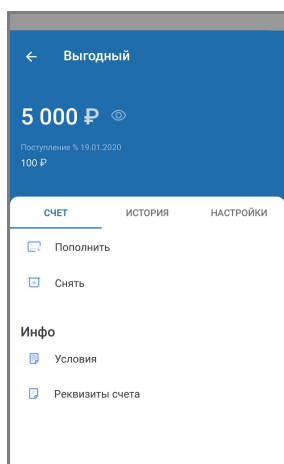 Выгодный
5 000 ₽
Поступление % 19.01.2020
100 ₽
СЧЕТ
ИСТОРИЯ
НАСТРОЙКИ
Пополнить
Снять
Инфо
Условия
Реквизиты счета